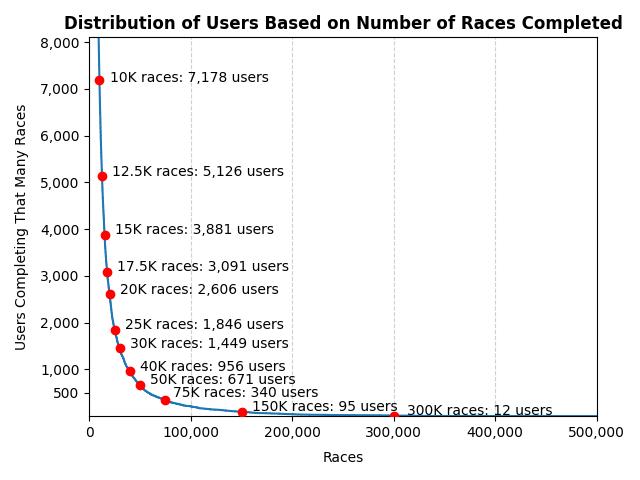 Distribution of Users Based on Number of Races Completed
Users Completing That Many Races
8,000
7,000
6,000
5,000
4,000
3,000
2,000
1,000
500
10K races: 7,178 users
12.5K races: 5,126 users
15K races: 3,881 users
17.5K races: 3,091 users
20K races: 2,606 users
25K races: 1,846 users
30K races: 1,449 users
40K races: 956 users
50K races: 671 users
75K races: 340 users
150K races: 95 users
300K races: 12 users
0
100,000
200,000
300,000
400,000
500,000
Races